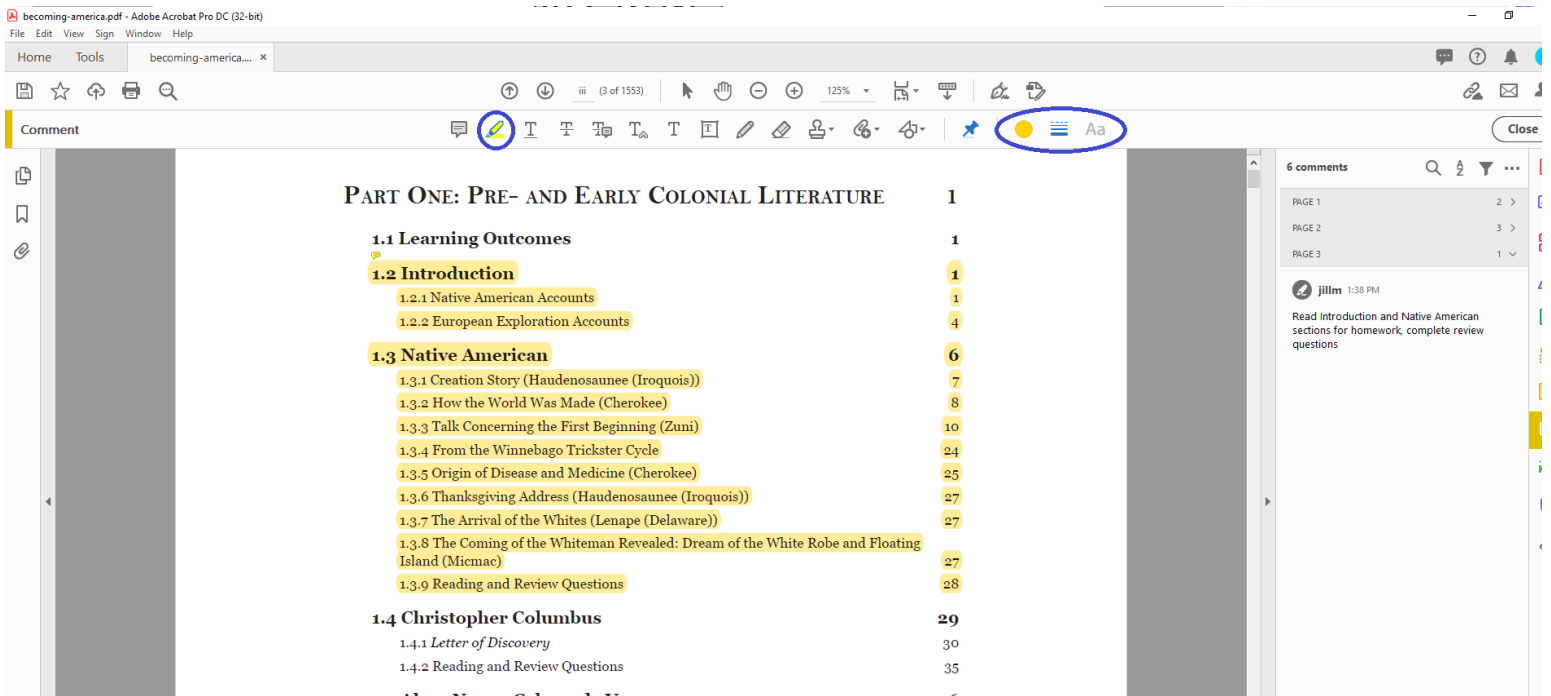 becoming-america.pdf - Adobe Acrobat Pro DC (32-bit)
File Edit View Sign Window Help
Home Tools becoming-america.... ×
iii (3 of 1553) 125%
Comment
Aa
Close
PART ONE: PRE- AND EARLY COLONIAL LITERATURE 1
1.1 Learning Outcomes 1
1.2 Introduction 1
1.2.1 Native American Accounts 1
1.2.2 European Exploration Accounts 4
1.3 Native American 6
1.3.1 Creation Story (Haudenosaunee (Iroquois)) 7
1.3.2 How the World Was Made (Cherokee) 8
1.3.3 Talk Concerning the First Beginning (Zuni) 10
1.3.4 From the Winnebago Trickster Cycle 24
1.3.5 Origin of Disease and Medicine (Cherokee) 25
1.3.6 Thanksgiving Address (Haudenosaunee (Iroquois)) 27
1.3.7 The Arrival of the Whites (Lenape (Delaware)) 27
1.3.8 The Coming of the Whiteman Revealed: Dream of the White Robe and Floating
Island (Micmac) 27
1.3.9 Reading and Review Questions 28
1.4 Christopher Columbus 29
1.4.1 Letter of Discovery 30
1.4.2 Reading and Review Questions 35
6 comments
PAGE 1 2
PAGE 2 3
PAGE 3 1
jillm 1:38 PM
Read Introduction and Native American
sections for homework, complete review
questions